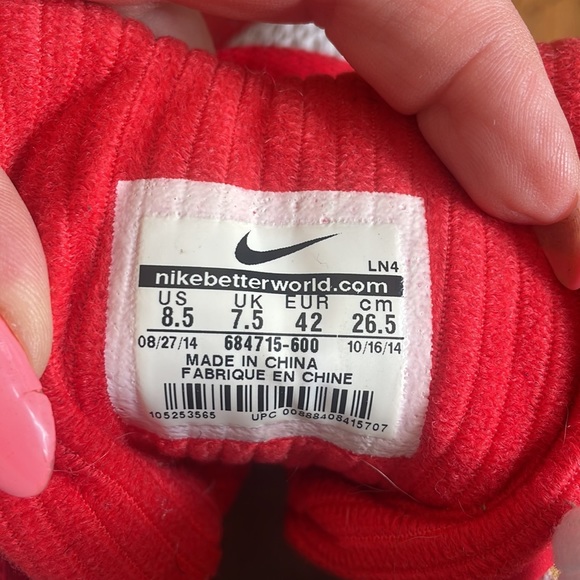 LN4
nikebetterworld.com
US UK EUR cm
8.5 7.5 42 26.5
08/27/14 684715-600 10/16/14
MADE IN CHINA
FABRIQUE EN CHINE
105253565 UPC 00888408415707